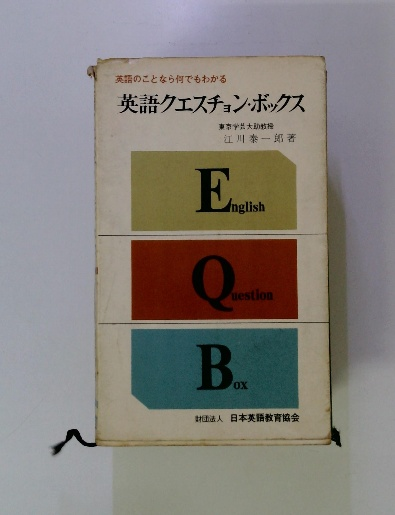 英語のことなら何でもわかる
英語クエスチョン・ボックス
東京学芸大助教授
江川泰一郎著
English
Question
Box
財団法人 日本英語教育協会